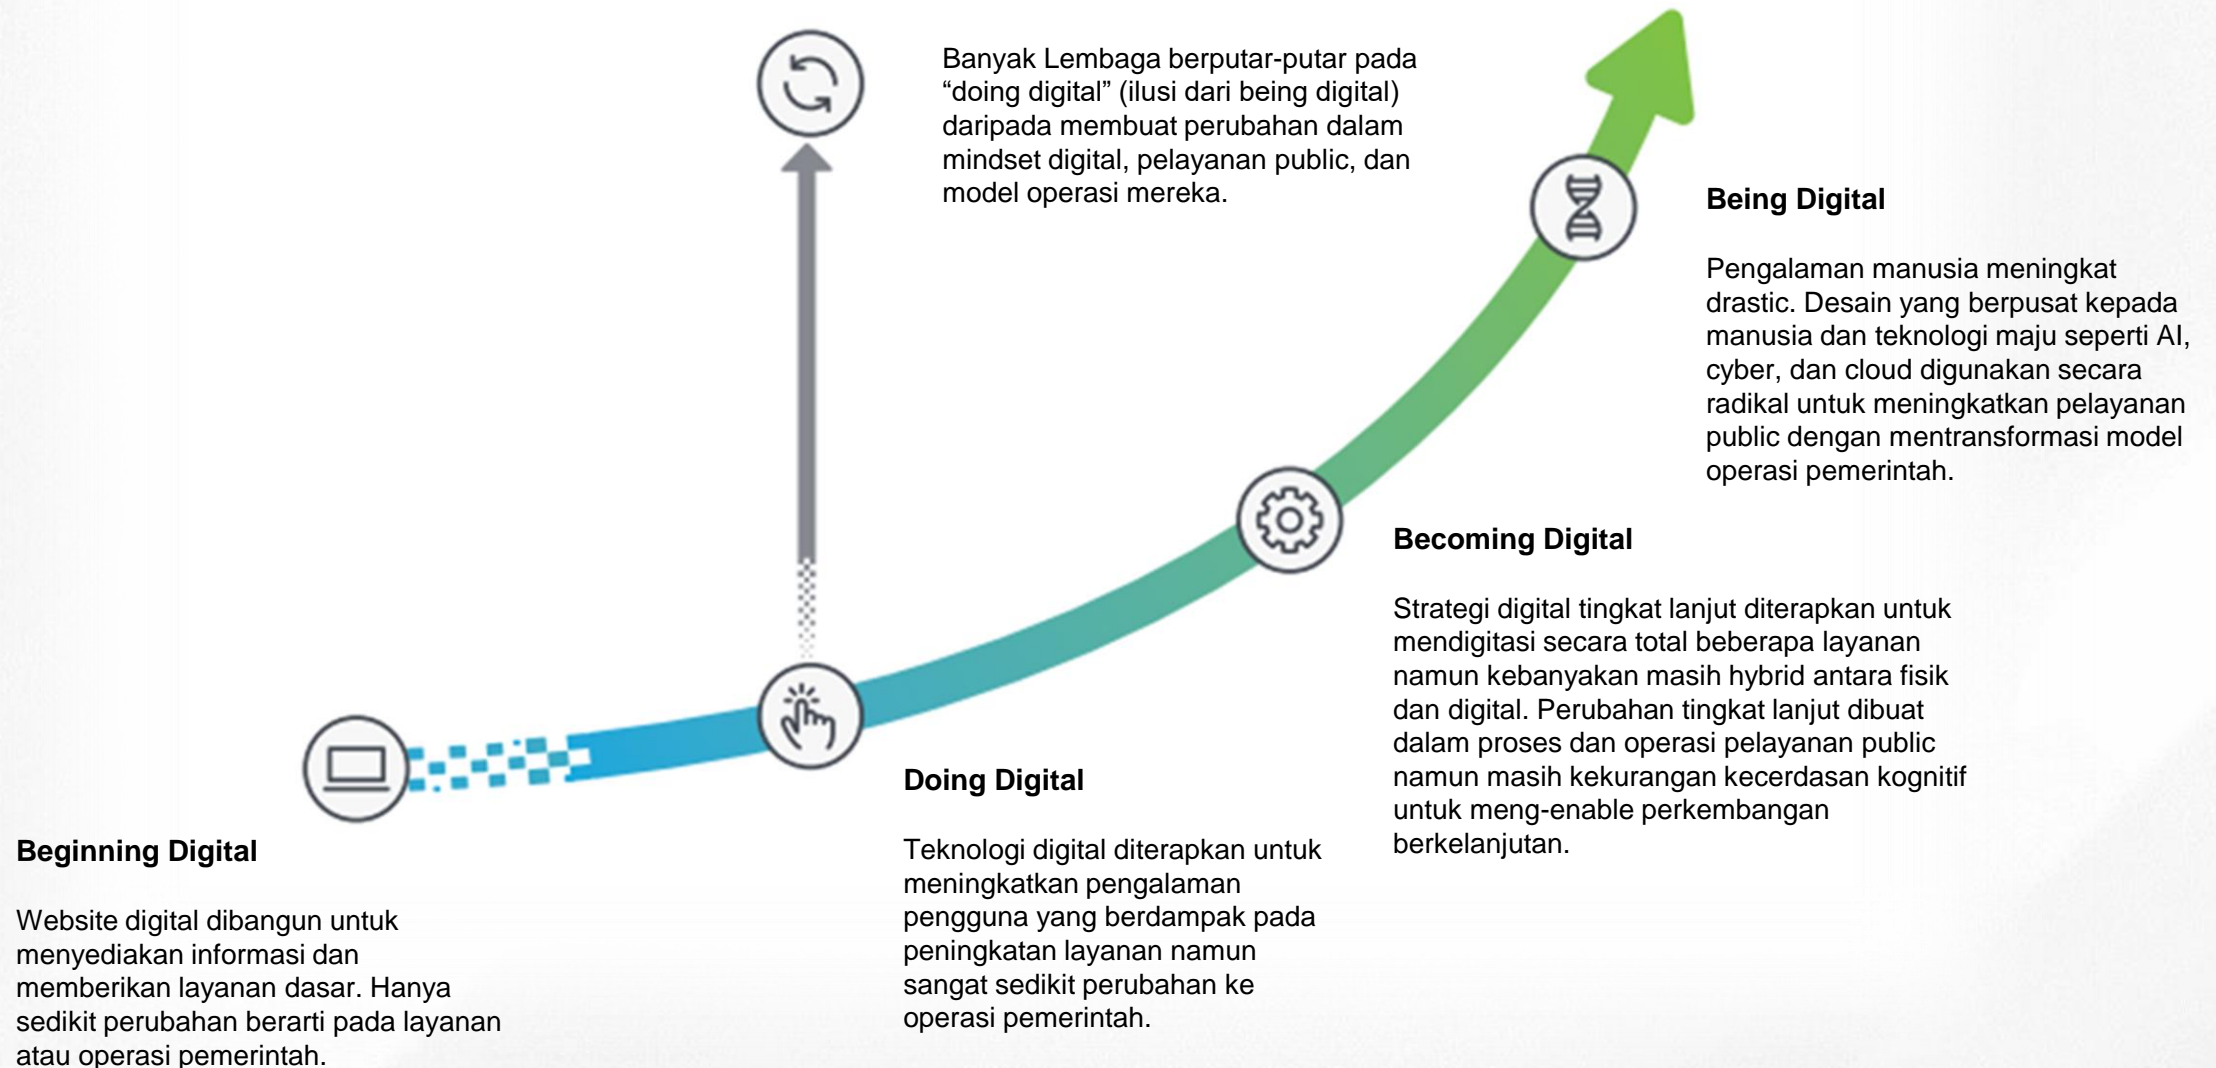 Banyak Lembaga berputar-putar pada
“doing digital” (ilusi dari being digital)
daripada membuat perubahan dalam
mindset digital, pelayanan public, dan
model operasi mereka.
Being Digital
Pengalaman manusia meningkat
drastic. Desain yang berpusat kepada
manusia dan teknologi maju seperti AI,
cyber, dan cloud digunakan secara
radikal untuk meningkatkan pelayanan
public dengan mentransformasi model
operasi pemerintah.
Becoming Digital
Strategi digital tingkat lanjut diterapkan untuk
mendigitasi secara total beberapa layanan
namun kebanyakan masih hybrid antara fisik
dan digital. Perubahan tingkat lanjut dibuat
dalam proses dan operasi pelayanan public
namun masih kekurangan kecerdasan kognitif
untuk meng-enable perkembangan
berkelanjutan.
Doing Digital
Teknologi digital diterapkan untuk
meningkatkan pengalaman
pengguna yang berdampak pada
peningkatan layanan namun
sangat sedikit perubahan ke
operasi pemerintah.
Beginning Digital
Website digital dibangun untuk
menyediakan informasi dan
memberikan layanan dasar. Hanya
sedikit perubahan berarti pada layanan
atau operasi pemerintah.